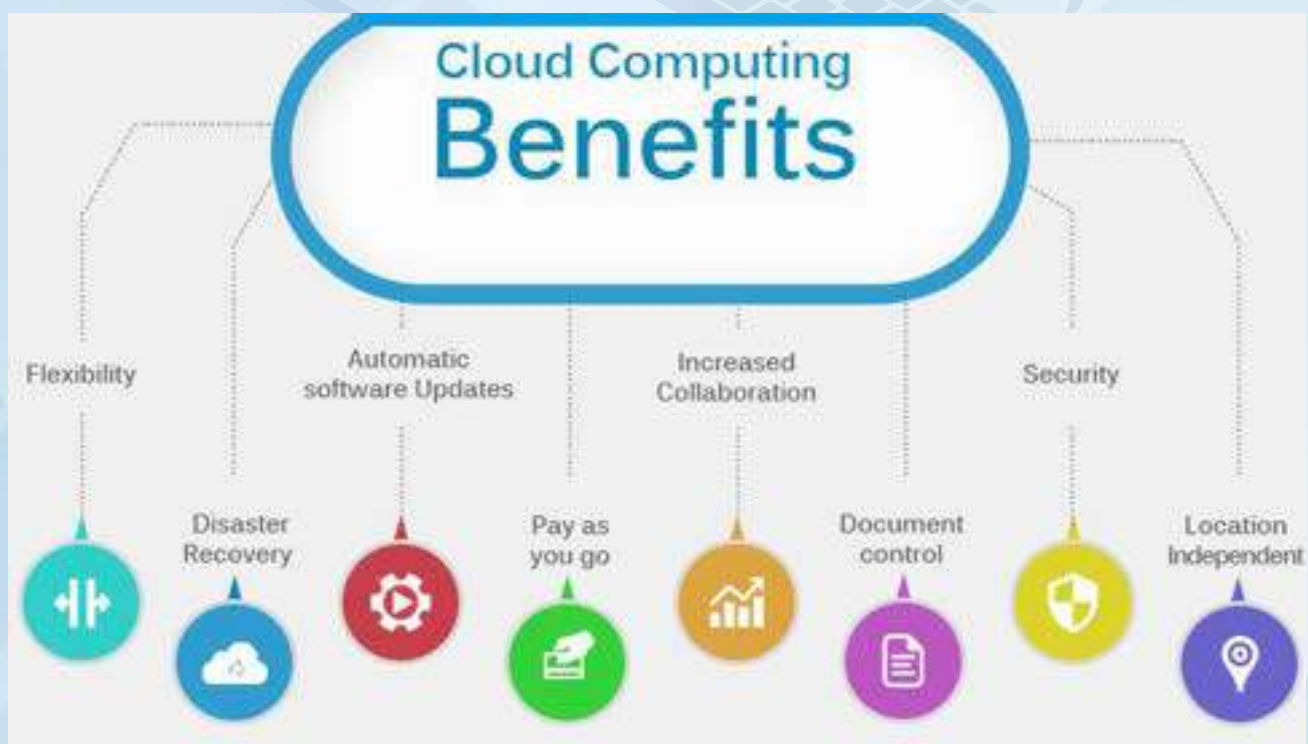 Cloud Computing
Benefits
Flexibility
Disaster
Recovery
Automatic
software Updates
Pay as
you go
Increased
Collaboration
Document
control
Security
Location
Independent